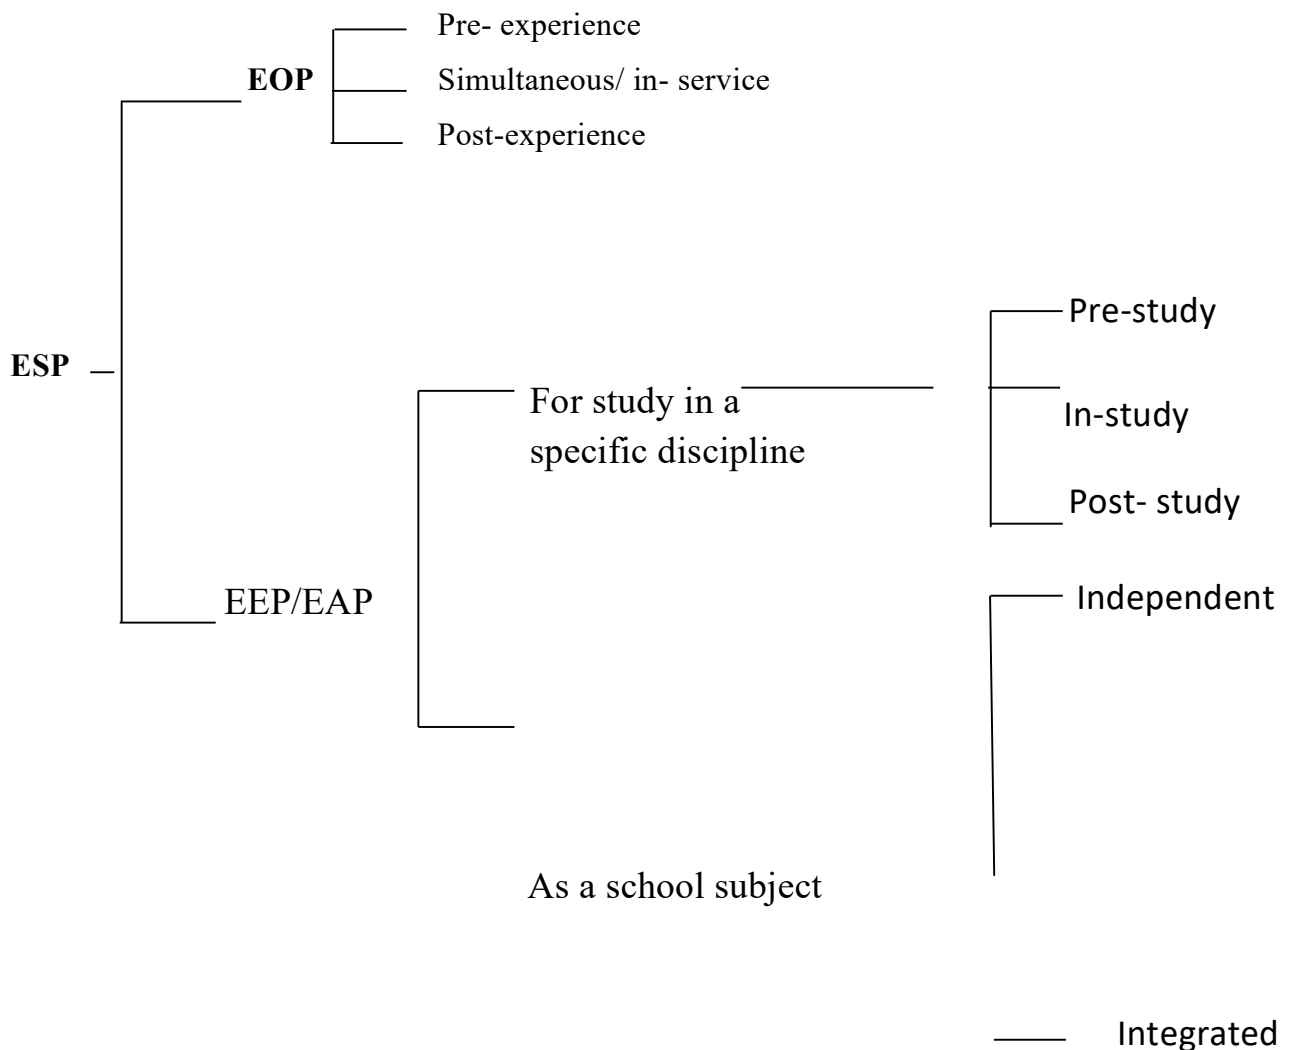 Pre- experience
EOP
Simultaneous/ in- service
Post-experience
Pre-study
ESP
For study in a
specific discipline
In-study
Post- study
EEP/EAP
Independent
As a school subject
Integrated